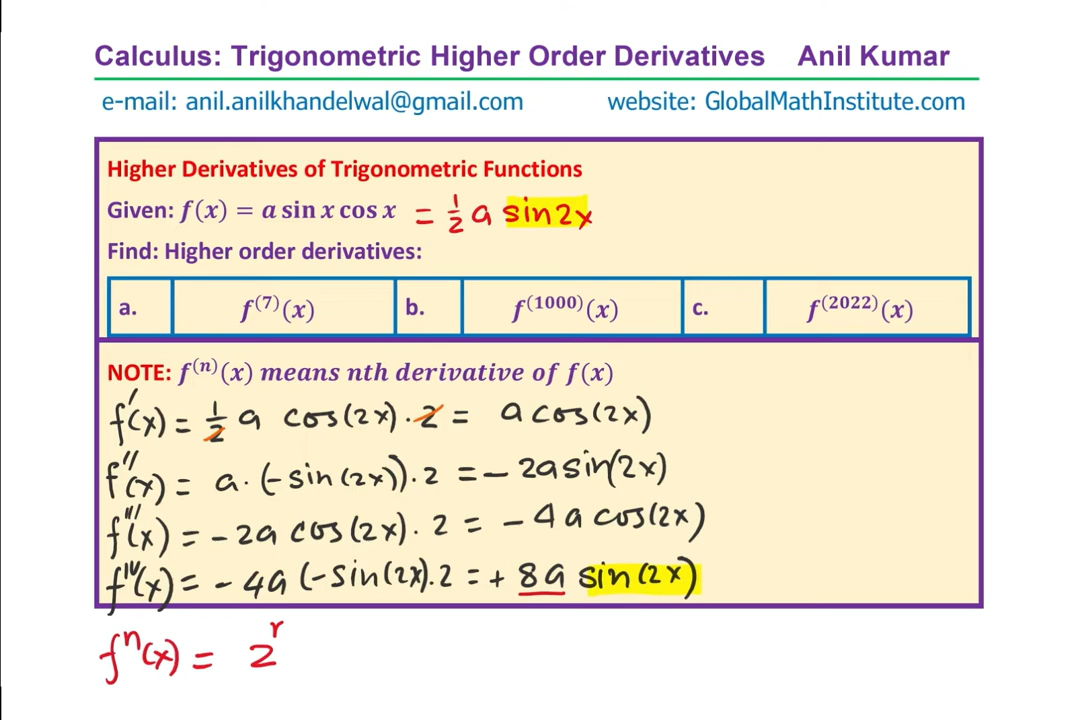 Calculus: Trigonometric Higher Order Derivatives Anil Kumar
e-mail: anil.anilkhandelwal@gmail.com website: GlobalMathInstitute.com
Higher Derivatives of Trigonometric Functions
Given: f(x) = a sin x cos x = 1/2 a sin2x
Find: Higher order derivatives:
a. f⁽⁷⁾(x) b. f⁽¹⁰⁰⁰⁾(x) c. f⁽²⁰²²⁾(x)
NOTE: f⁽ⁿ⁾(x) means nth derivative of f(x)
f'(x) = 1/2 a cos(2x)·2 = a cos(2x)
f''(x) = a·(-sin(2x))·2 = -2a sin(2x)
f'''(x) = -2a cos(2x)·2 = -4a cos(2x)
f^IV(x) = -4a(-sin(2x)·2 = +8a sin(2x)
fⁿ(x) = 2^r